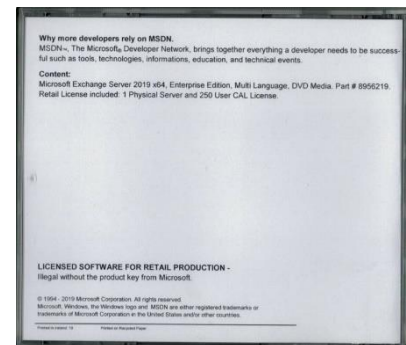 Why more developers rely on MSDN.
MSDN™. The Microsoft® Developer Network, brings together everything a developer needs to be success-
ful such as tools, technologies, informations, education, and technical events.
Content:
Microsoft Exchange Server 2019 x64, Enterprise Edition, Multi Language, DVD Media. Part # 8956219.
Retail License included: 1 Physical Server and 250 User CAL License.
LICENSED SOFTWARE FOR RETAIL PRODUCTION -
Illegal without the product key from Microsoft.
© 1994 - 2019 Microsoft Corporation. All rights reserved.
Microsoft, Windows, the Windows logo and MSDN are either registered trademarks or
trademarks of Microsoft Corporation in the United States and/or other countries.
Printed in Ireland Printed on Recycled Paper